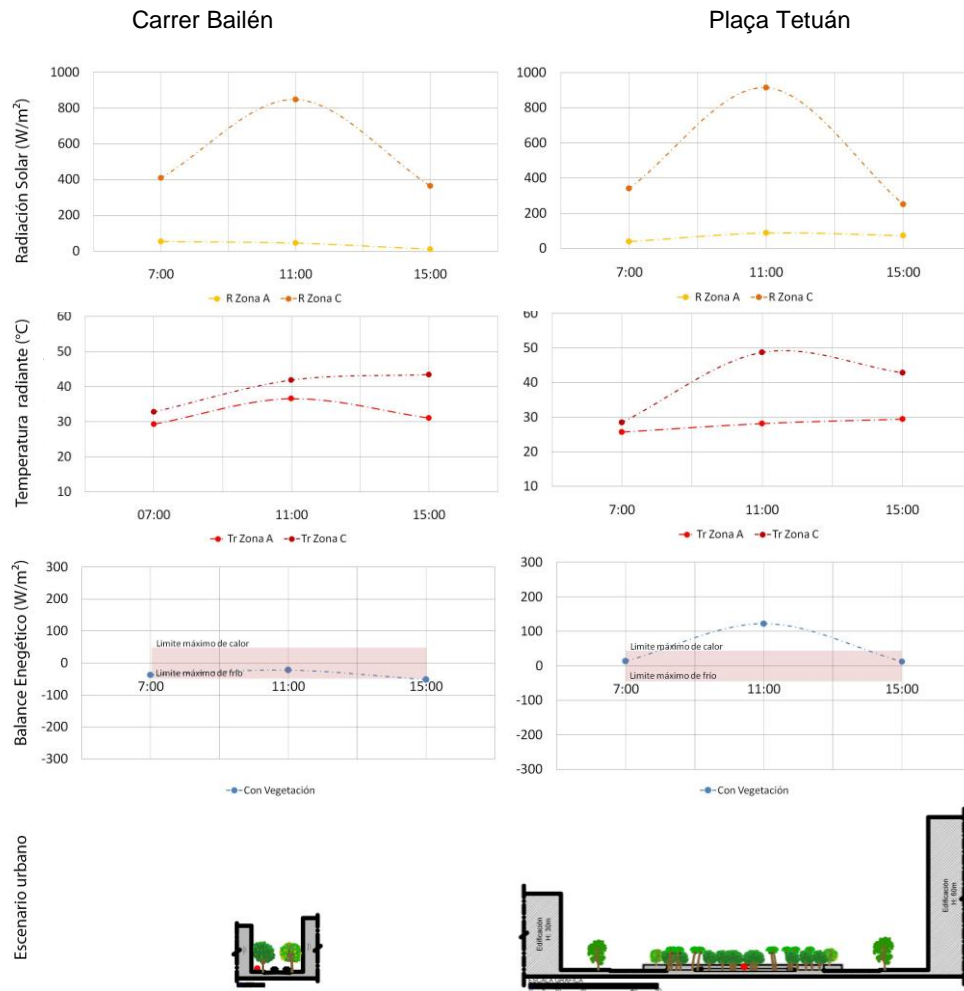 Carrer Bailén
Plaça Tetuán
Radiación Solar (W/m²)
1000
800
600
400
200
0
7:00 11:00 15:00
R Zona A R Zona C
1000
800
600
400
200
0
7:00 11:00 15:00
R Zona A R Zona C
Temperatura radiante (°C)
60
50
40
30
20
10
07:00 11:00 15:00
Tr Zona A Tr Zona C
60
50
40
30
20
10
7:00 11:00 15:00
Tr Zona A Tr Zona C
Balance Enegético (W/m²)
300
200
100
0
-100
-200
-300
Limite máximo de calor
Limite máximo de frío
7:00 11:00 15:00
Con Vegetación
300
200
100
0
-100
-200
-300
Limite máximo de calor
Limite máximo de frío
7:00 11:00 15:00
Con Vegetación
Escenario urbano
Edificación
H: 30m
Edificación
H: 60m
ESCALA GRAFICA